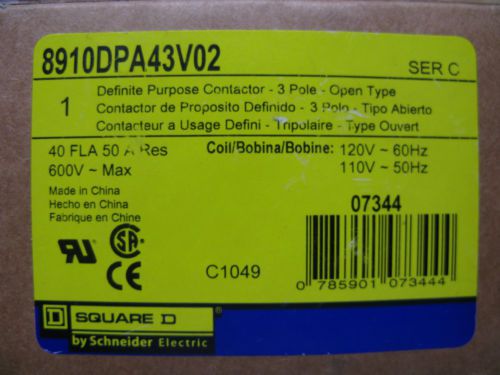 8910DPA43V02
SER C
1
Definite Purpose Contactor - 3 Pole - Open Type
Contactor de Proposito Definido - 3 Polo - Tipo Abierto
Contacteur a Usage Defini - Tripolaire - Type Ouvert
40 FLA 50 A Res
600V ~ Max
Coil/Bobina/Bobine: 120V ~ 60Hz
110V ~ 50Hz
Made in China
Hecho en China
Fabrique en Chine
07344
C1049
0 785901 073444
SQUARE D
by Schneider Electric